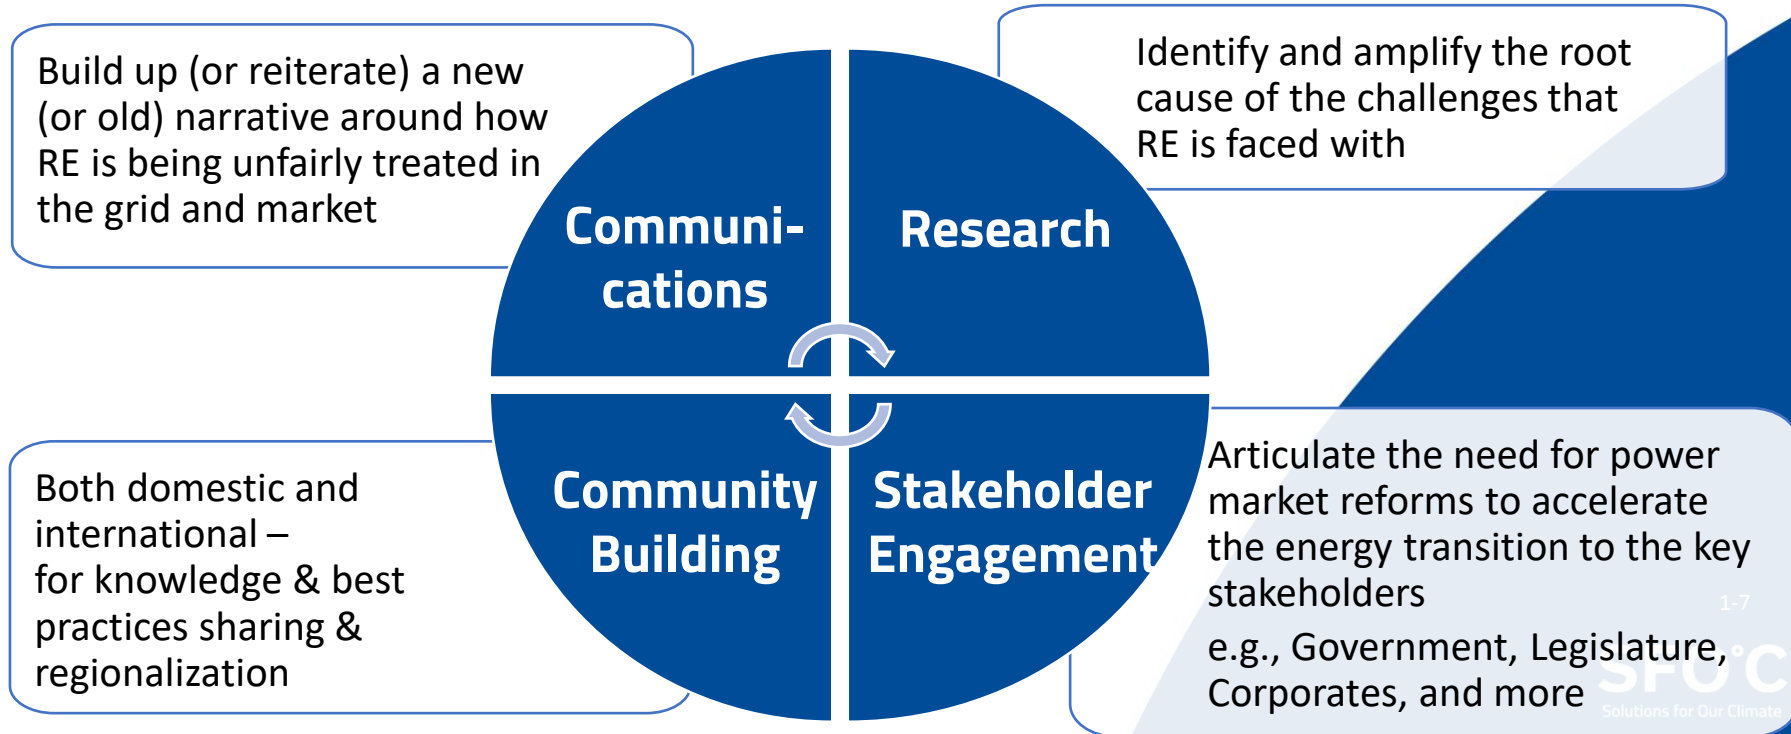 Build up (or reiterate) a new
(or old) narrative around how
RE is being unfairly treated in
the grid and market
Communi-
cations
Research
Identify and amplify the root
cause of the challenges that
RE is faced with
Both domestic and
international –
for knowledge & best
practices sharing &
regionalization
Community
Building
Stakeholder
Engagement
Articulate the need for power
market reforms to accelerate
the energy transition to the key
stakeholders
e.g., Government, Legislature,
Corporates, and more
1-7
SFO°C
Solutions for Our Climate